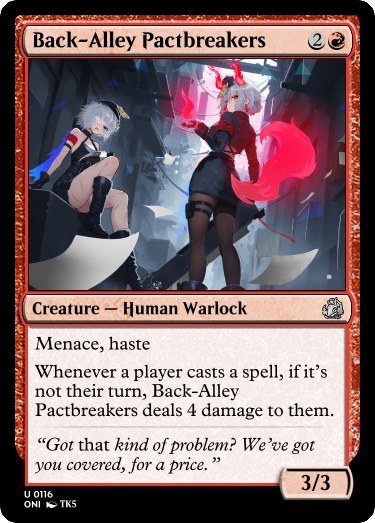 Back-Alley Pactbreakers 2
Creature — Human Warlock
Menace, haste
Whenever a player casts a spell, if it's
not their turn, Back-Alley
Pactbreakers deals 4 damage to them.
"Got that kind of problem? We've got
you covered, for a price."
3/3
U 0116
ONI TK5